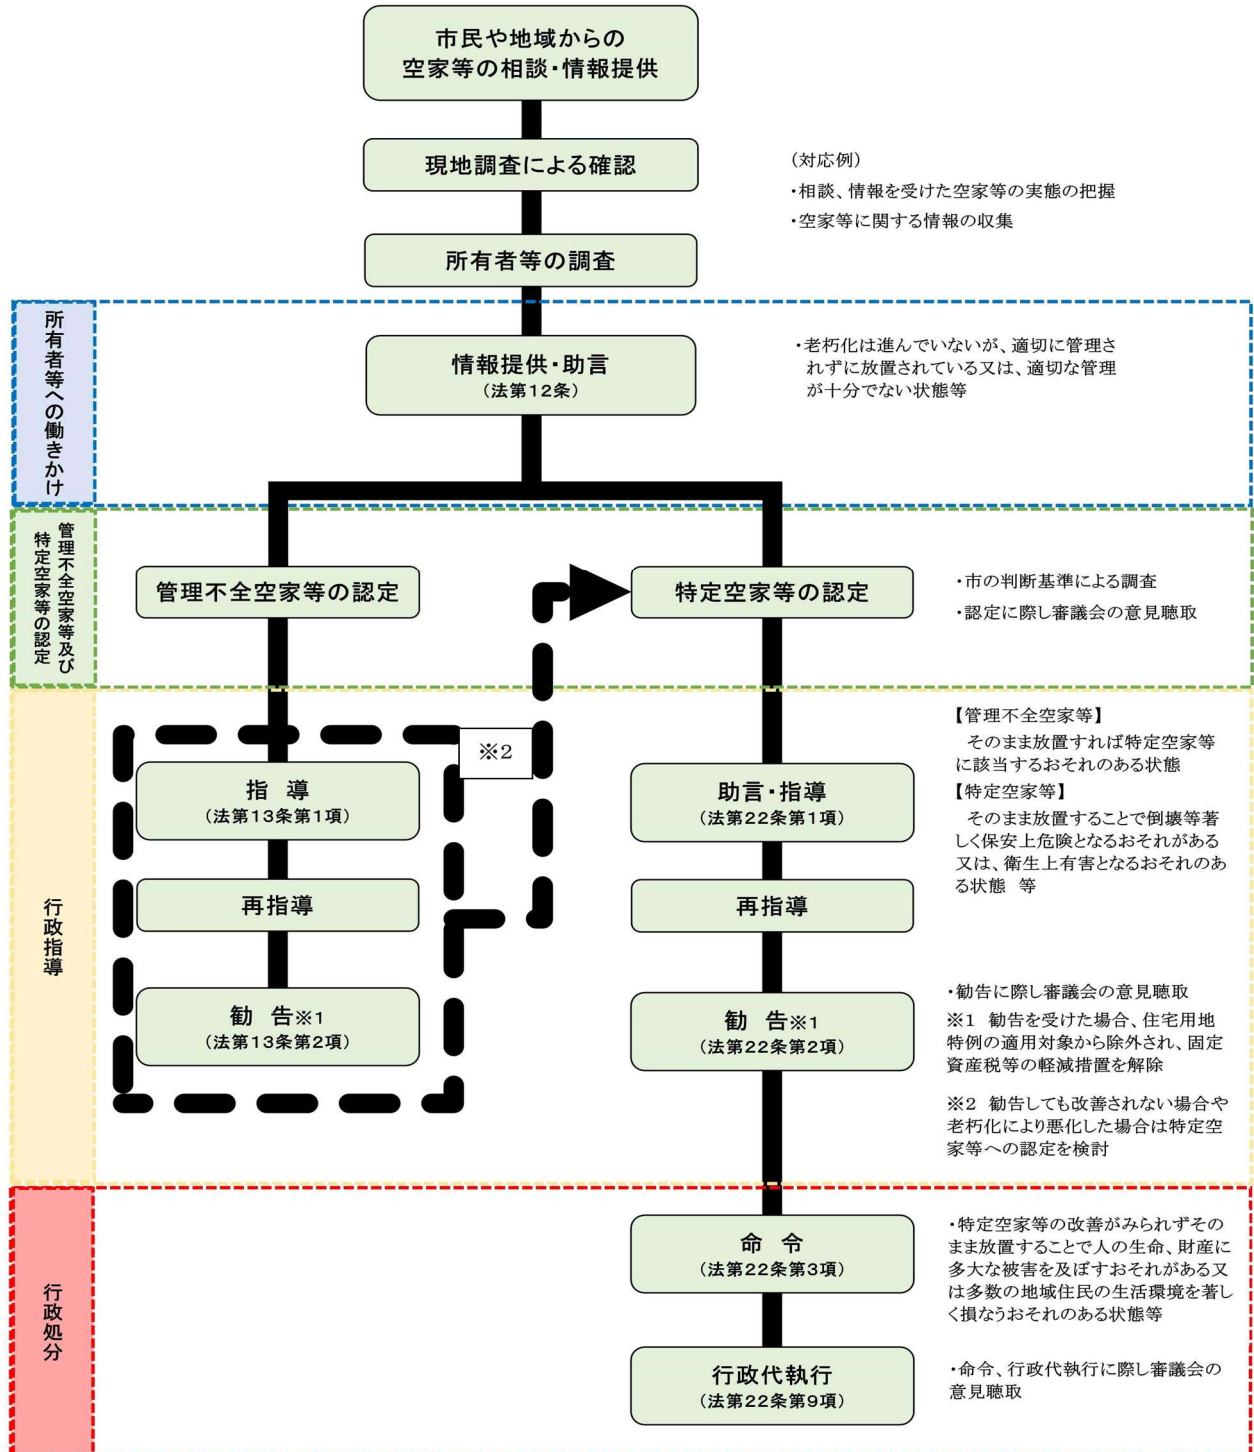 市民や地域からの
空家等の相談・情報提供
現地調査による確認
(対応例)
・相談、情報を受けた空家等の実態の把握
・空家等に関する情報の収集
所有者等の調査
所有者等への働きかけ
情報提供・助言
(法第12条)
・老朽化は進んでいないが、適切に管理さ
れずに放置されている又は、適切な管理
が十分でない状態等
管理不全空家等及び
特定空家等の認定
管理不全空家等の認定
特定空家等の認定
・市の判断基準による調査
・認定に際し審議会の意見聴取
行政指導
※2
指 導
(法第13条第1項)
再指導
勧 告※1
(法第13条第2項)
助言・指導
(法第22条第1項)
再指導
勧 告※1
(法第22条第2項)
【管理不全空家等】
そのまま放置すれば特定空家等
に該当するおそれのある状態
【特定空家等】
そのまま放置することで倒壊等著
しく保安上危険となるおそれがある
又は、衛生上有害となるおそれのあ
る状態 等
・勧告に際し審議会の意見聴取
※1 勧告を受けた場合、住宅用地
特例の適用対象から除外され、固定
資産税等の軽減措置を解除
※2 勧告しても改善されない場合や
老朽化により悪化した場合は特定空
家等への認定を検討
行政処分
命 令
(法第22条第3項)
・特定空家等の改善がみられずその
まま放置することで人の生命、財産に
多大な被害を及ぼすおそれがある又
は多数の地域住民の生活環境を著し
く損なうおそれのある状態等
行政代執行
(法第22条第9項)
・命令、行政代執行に際し審議会の
意見聴取